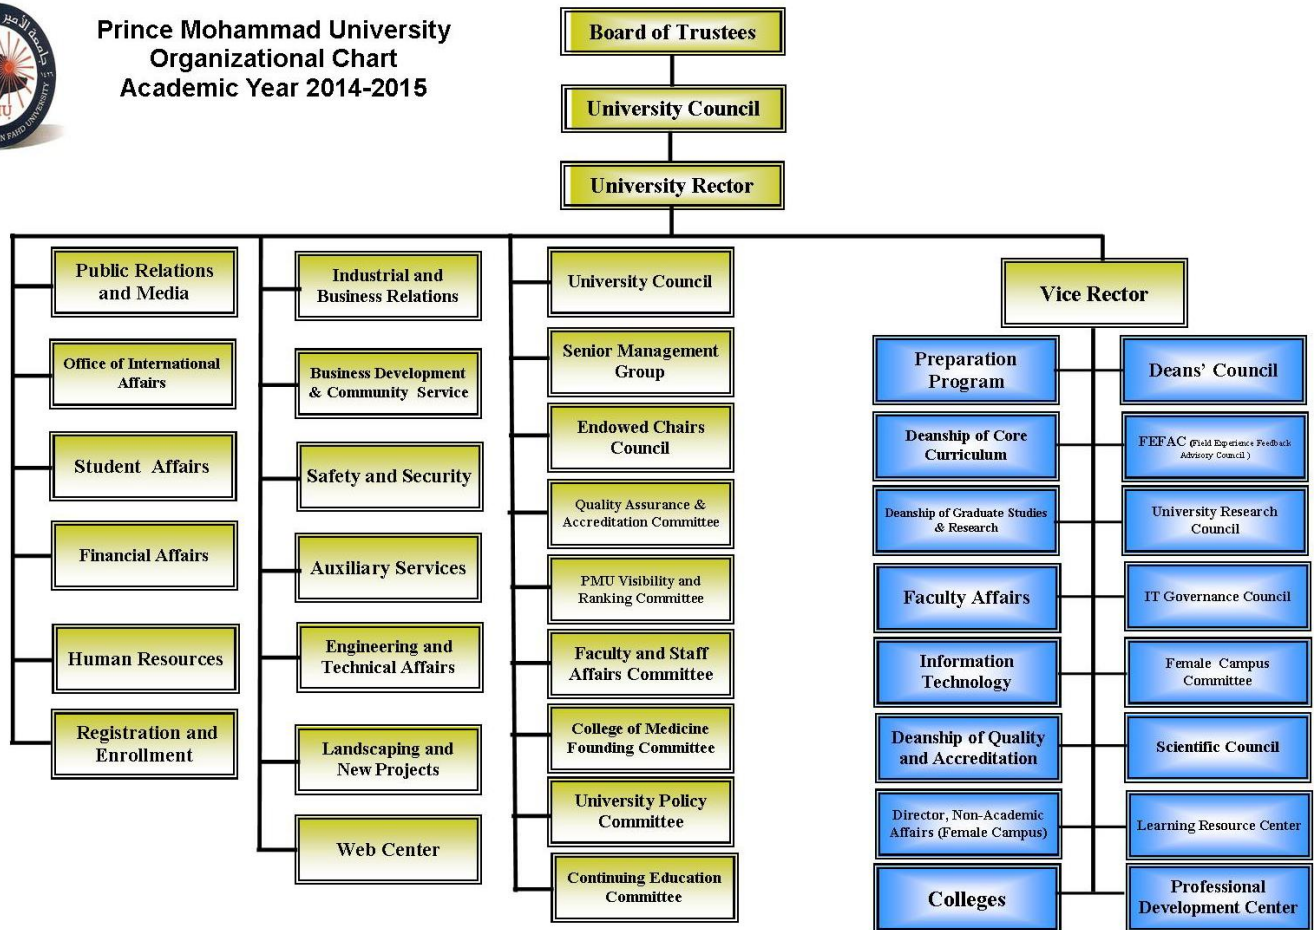 Prince Mohammad University
Organizational Chart
Academic Year 2014-2015
جامعة الأمير
N FAHD UNIVERSITY
Board of Trustees
University Council
University Rector
Public Relations
and Media
Office of International
Affairs
Student Affairs
Financial Affairs
Human Resources
Registration and
Enrollment
Industrial and
Business Relations
Business Development
& Community Service
Safety and Security
Auxiliary Services
Engineering and
Technical Affairs
Landscaping and
New Projects
Web Center
University Council
Senior Management
Group
Endowed Chairs
Council
Quality Assurance &
Accreditation Committee
PMU Visibility and
Ranking Committee
Faculty and Staff
Affairs Committee
College of Medicine
Founding Committee
University Policy
Committee
Continuing Education
Committee
Vice Rector
Preparation
Program
Deanship of Core
Curriculum
Deanship of Graduate Studies
& Research
Faculty Affairs
Information
Technology
Deanship of Quality
and Accreditation
Director, Non-Academic
Affairs (Female Campus)
Colleges
Deans' Council
FEFAC (Field Experience Feedback
Advisory Council )
University Research
Council
IT Governance Council
Female Campus
Committee
Scientific Council
Learning Resource Center
Professional
Development Center